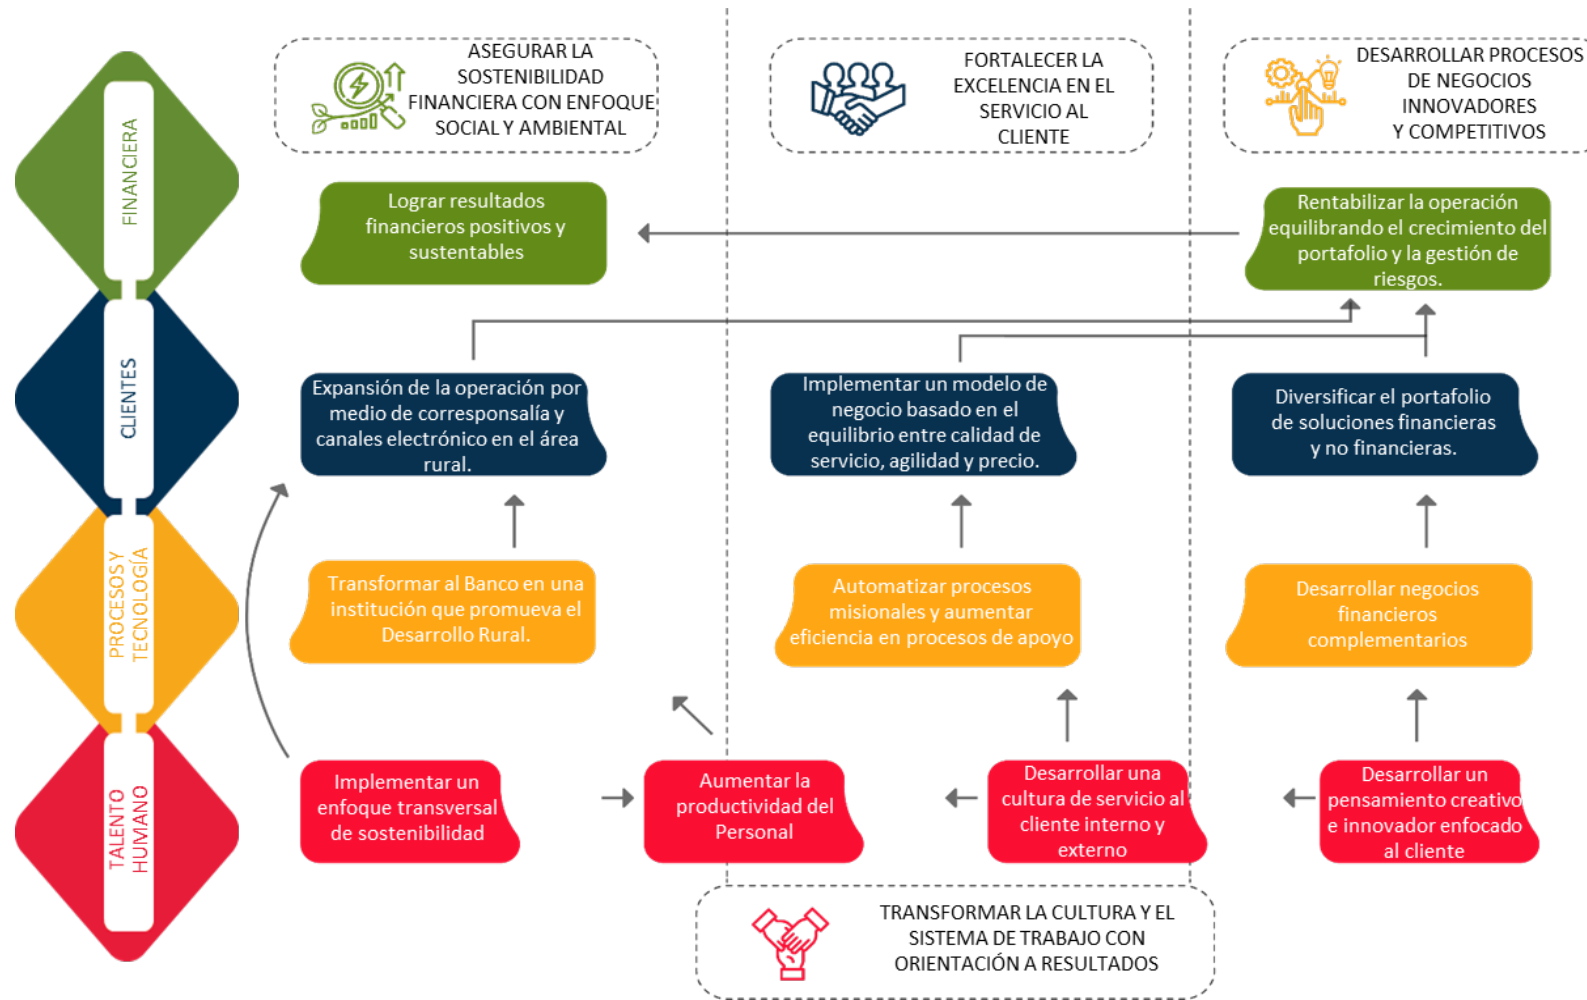 ASEGURAR LA
SOSTENIBILIDAD
FINANCIERA CON ENFOQUE
SOCIAL Y AMBIENTAL
FORTALECER LA
EXCELENCIA EN EL
SERVICIO AL
CLIENTE
DESARROLLAR PROCESOS
DE NEGOCIOS
INNOVADORES
Y COMPETITIVOS
FINANCIERA
Lograr resultados
financieros positivos y
sustentables
Rentabilizar la operación
equilibrando el crecimiento del
portafolio y la gestión de
riesgos.
CLIENTES
Expansión de la operación por
medio de corresponsalía y
canales electrónico en el área
rural.
Implementar un modelo de
negocio basado en el
equilibrio entre calidad de
servicio, agilidad y precio.
Diversificar el portafolio
de soluciones financieras
y no financieras.
PROCESOS Y
TECNOLOGÍA
Transformar al Banco en una
institución que promueva el
Desarrollo Rural.
Automatizar procesos
misionales y aumentar
eficiencia en procesos de apoyo
Desarrollar negocios
financieros
complementarios
TALENTO
HUMANO
Implementar un
enfoque transversal
de sostenibilidad
Aumentar la
productividad del
Personal
Desarrollar una
cultura de servicio al
cliente interno y
externo
Desarrollar un
pensamiento creativo
e innovador enfocado
al cliente
TRANSFORMAR LA CULTURA Y EL
SISTEMA DE TRABAJO CON
ORIENTACIÓN A RESULTADOS